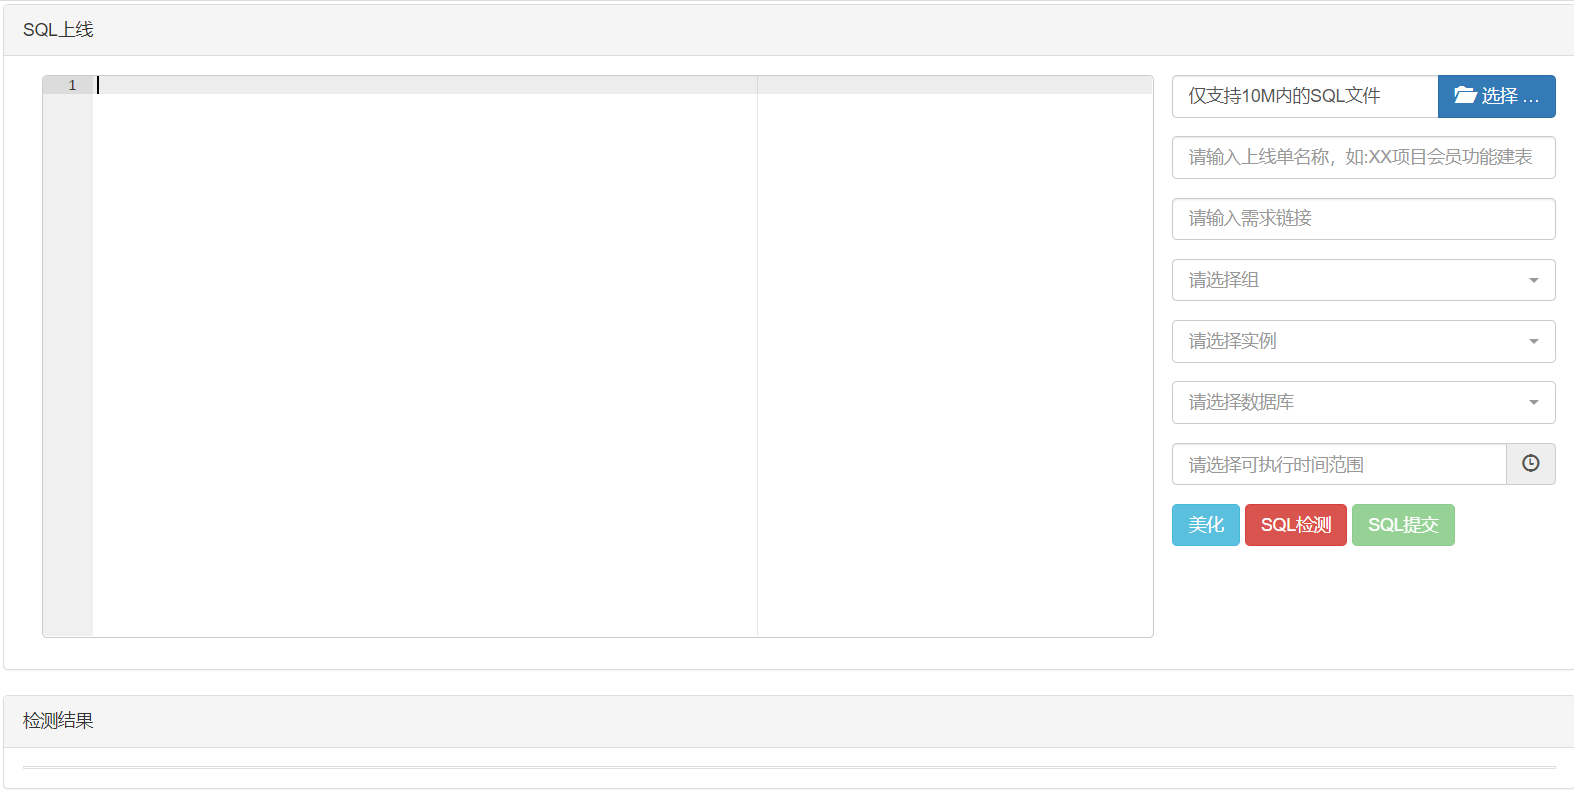 SQL上线
1
仅支持10M内的SQL文件
选择 ...
请输入上线单名称，如:XX项目会员功能建表
请输入需求链接
请选择组
请选择实例
请选择数据库
请选择可执行时间范围
美化 SQL检测 SQL提交
检测结果